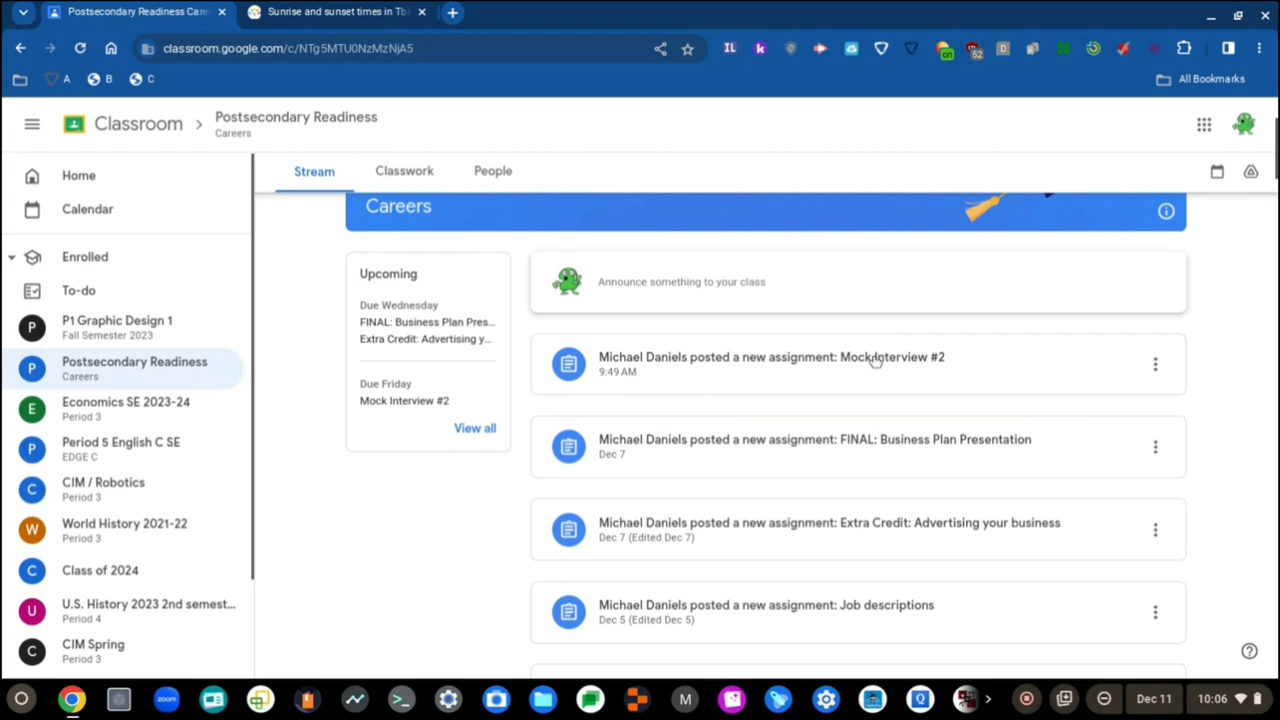 Postsecondary Readiness Care
Sunrise and sunset times in Tb
classroom.google.com/c/NTg5MTU0NzMzNjA5
IL
k
on
52
D
A
B
C
All Bookmarks
Classroom
Postsecondary Readiness
Careers
Stream
Classwork
People
Home
Calendar
Enrolled
To-do
P
P1 Graphic Design 1
Fall Semester 2023
P
Postsecondary Readiness
Careers
E
Economics SE 2023-24
Period 3
P
Period 5 English C SE
EDGE C
C
CIM / Robotics
Period 3
W
World History 2021-22
Period 3
C
Class of 2024
U
U.S. History 2023 2nd semest...
Period 4
C
CIM Spring
Period 3
Careers
Upcoming
Due Wednesday
FINAL: Business Plan Pres...
Extra Credit: Advertising y...
Due Friday
Mock Interview #2
View all
Announce something to your class
Michael Daniels posted a new assignment: Mock Interview #2
9:49 AM
Michael Daniels posted a new assignment: FINAL: Business Plan Presentation
Dec 7
Michael Daniels posted a new assignment: Extra Credit: Advertising your business
Dec 7 (Edited Dec 7)
Michael Daniels posted a new assignment: Job descriptions
Dec 5 (Edited Dec 5)
zoom
M
Q
Dec 11
10:06